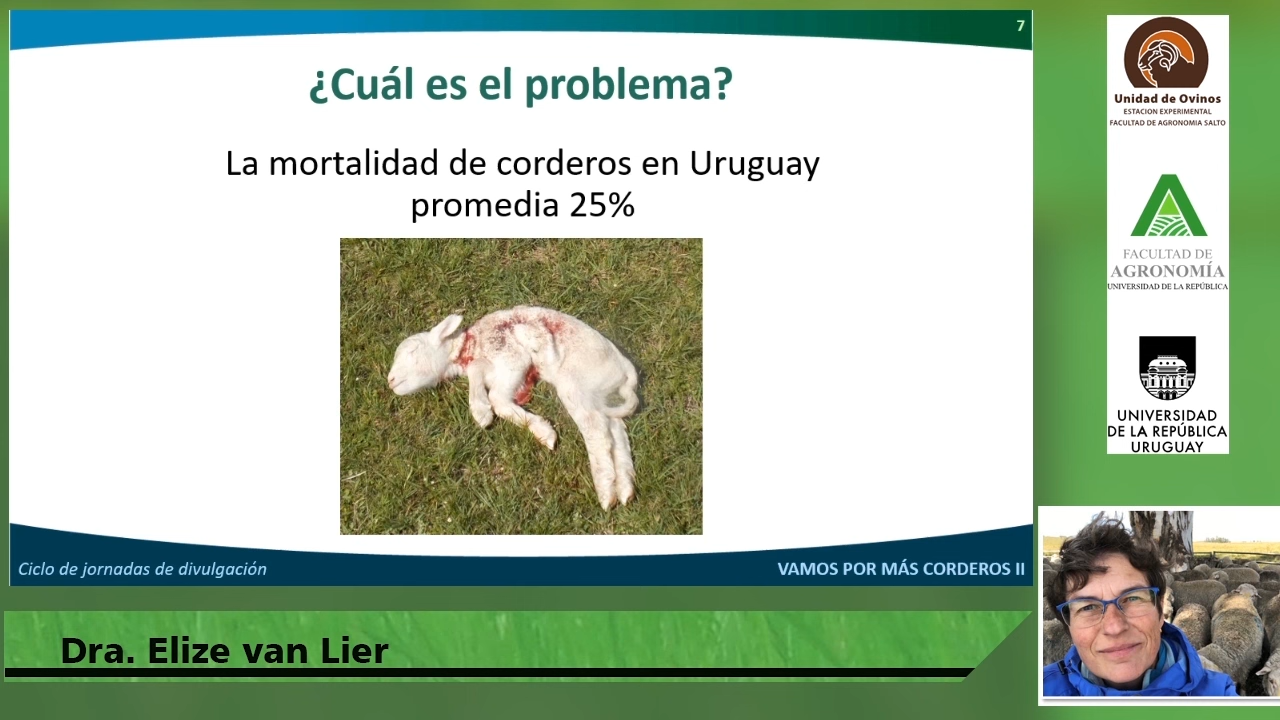 7
¿Cuál es el problema?
La mortalidad de corderos en Uruguay
promedia 25%
Ciclo de jornadas de divulgación
VAMOS POR MÁS CORDEROS II
Dra. Elize van Lier
Unidad de Ovinos
ESTACION EXPERIMENTAL
FACULTAD DE AGRONOMIA SALTO
FACULTAD DE
AGRONOMÍA
UNIVERSIDAD DE LA REPÚBLICA
UNIVERSIDAD
DE LA REPÚBLICA
URUGUAY